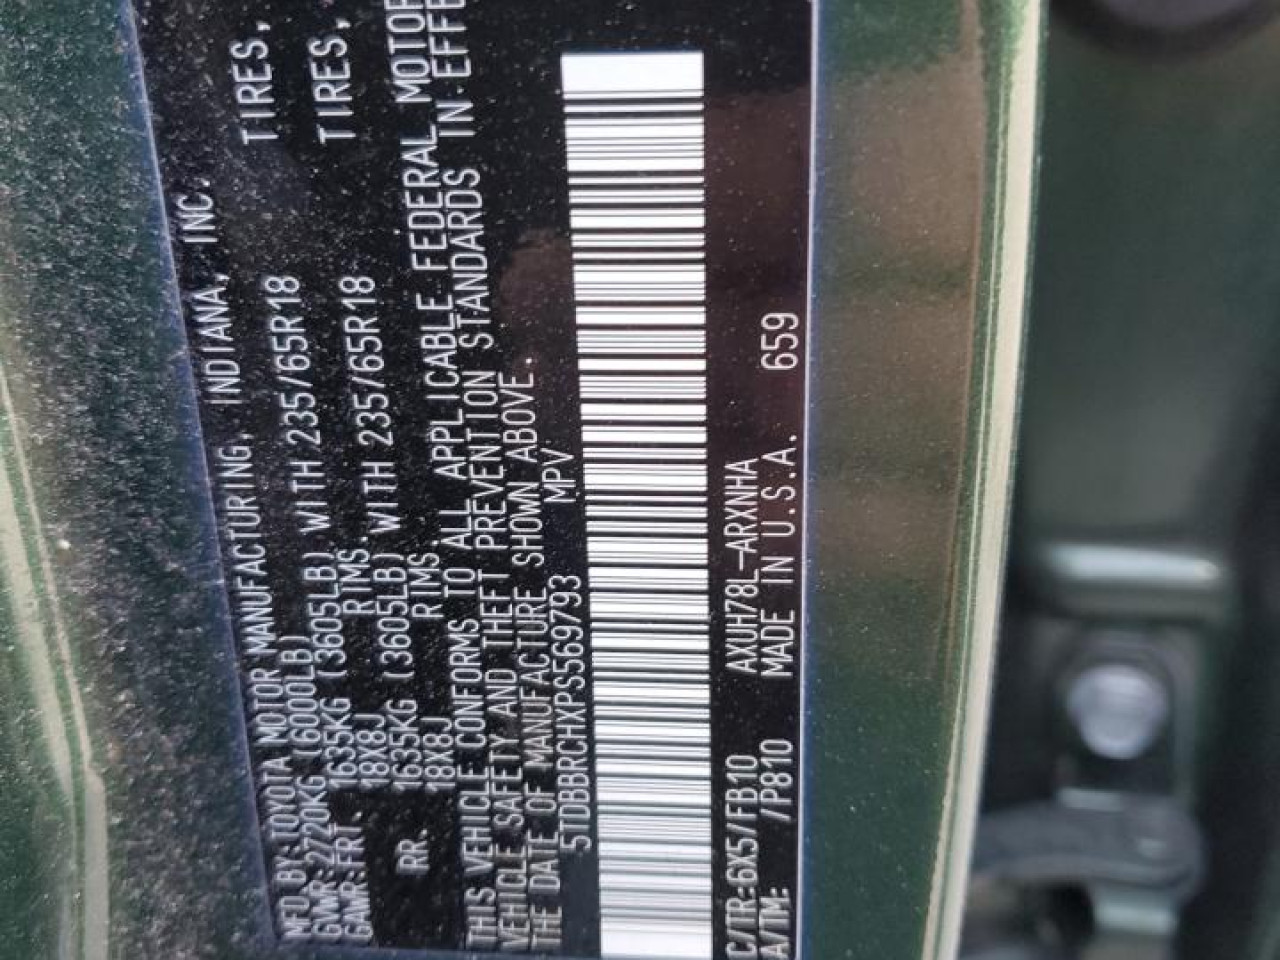 MFD BY:TOYOTA MOTOR MANUFACTURING, INDIANA, INC.
GVWR:2720KG (6000LB)
GAWR:FRT. 1635KG (3605LB) WITH 235/65R18 TIRES,
18X8J RIMS.
RR. 1635KG (3605LB) WITH 235/65R18 TIRES,
18X8J RIMS.
THIS VEHICLE CONFORMS TO ALL APPLICABLE FEDERAL MOTOR
VEHICLE SAFETY AND THEFT PREVENTION STANDARDS IN EFFE
THE DATE OF MANUFACTURE SHOWN ABOVE.
5TDBBRCHXPS569793 MPV
C/TR:6X5/FB10 AXUH78L-ARXNHA
A/TM: /P810 MADE IN U.S.A. 659